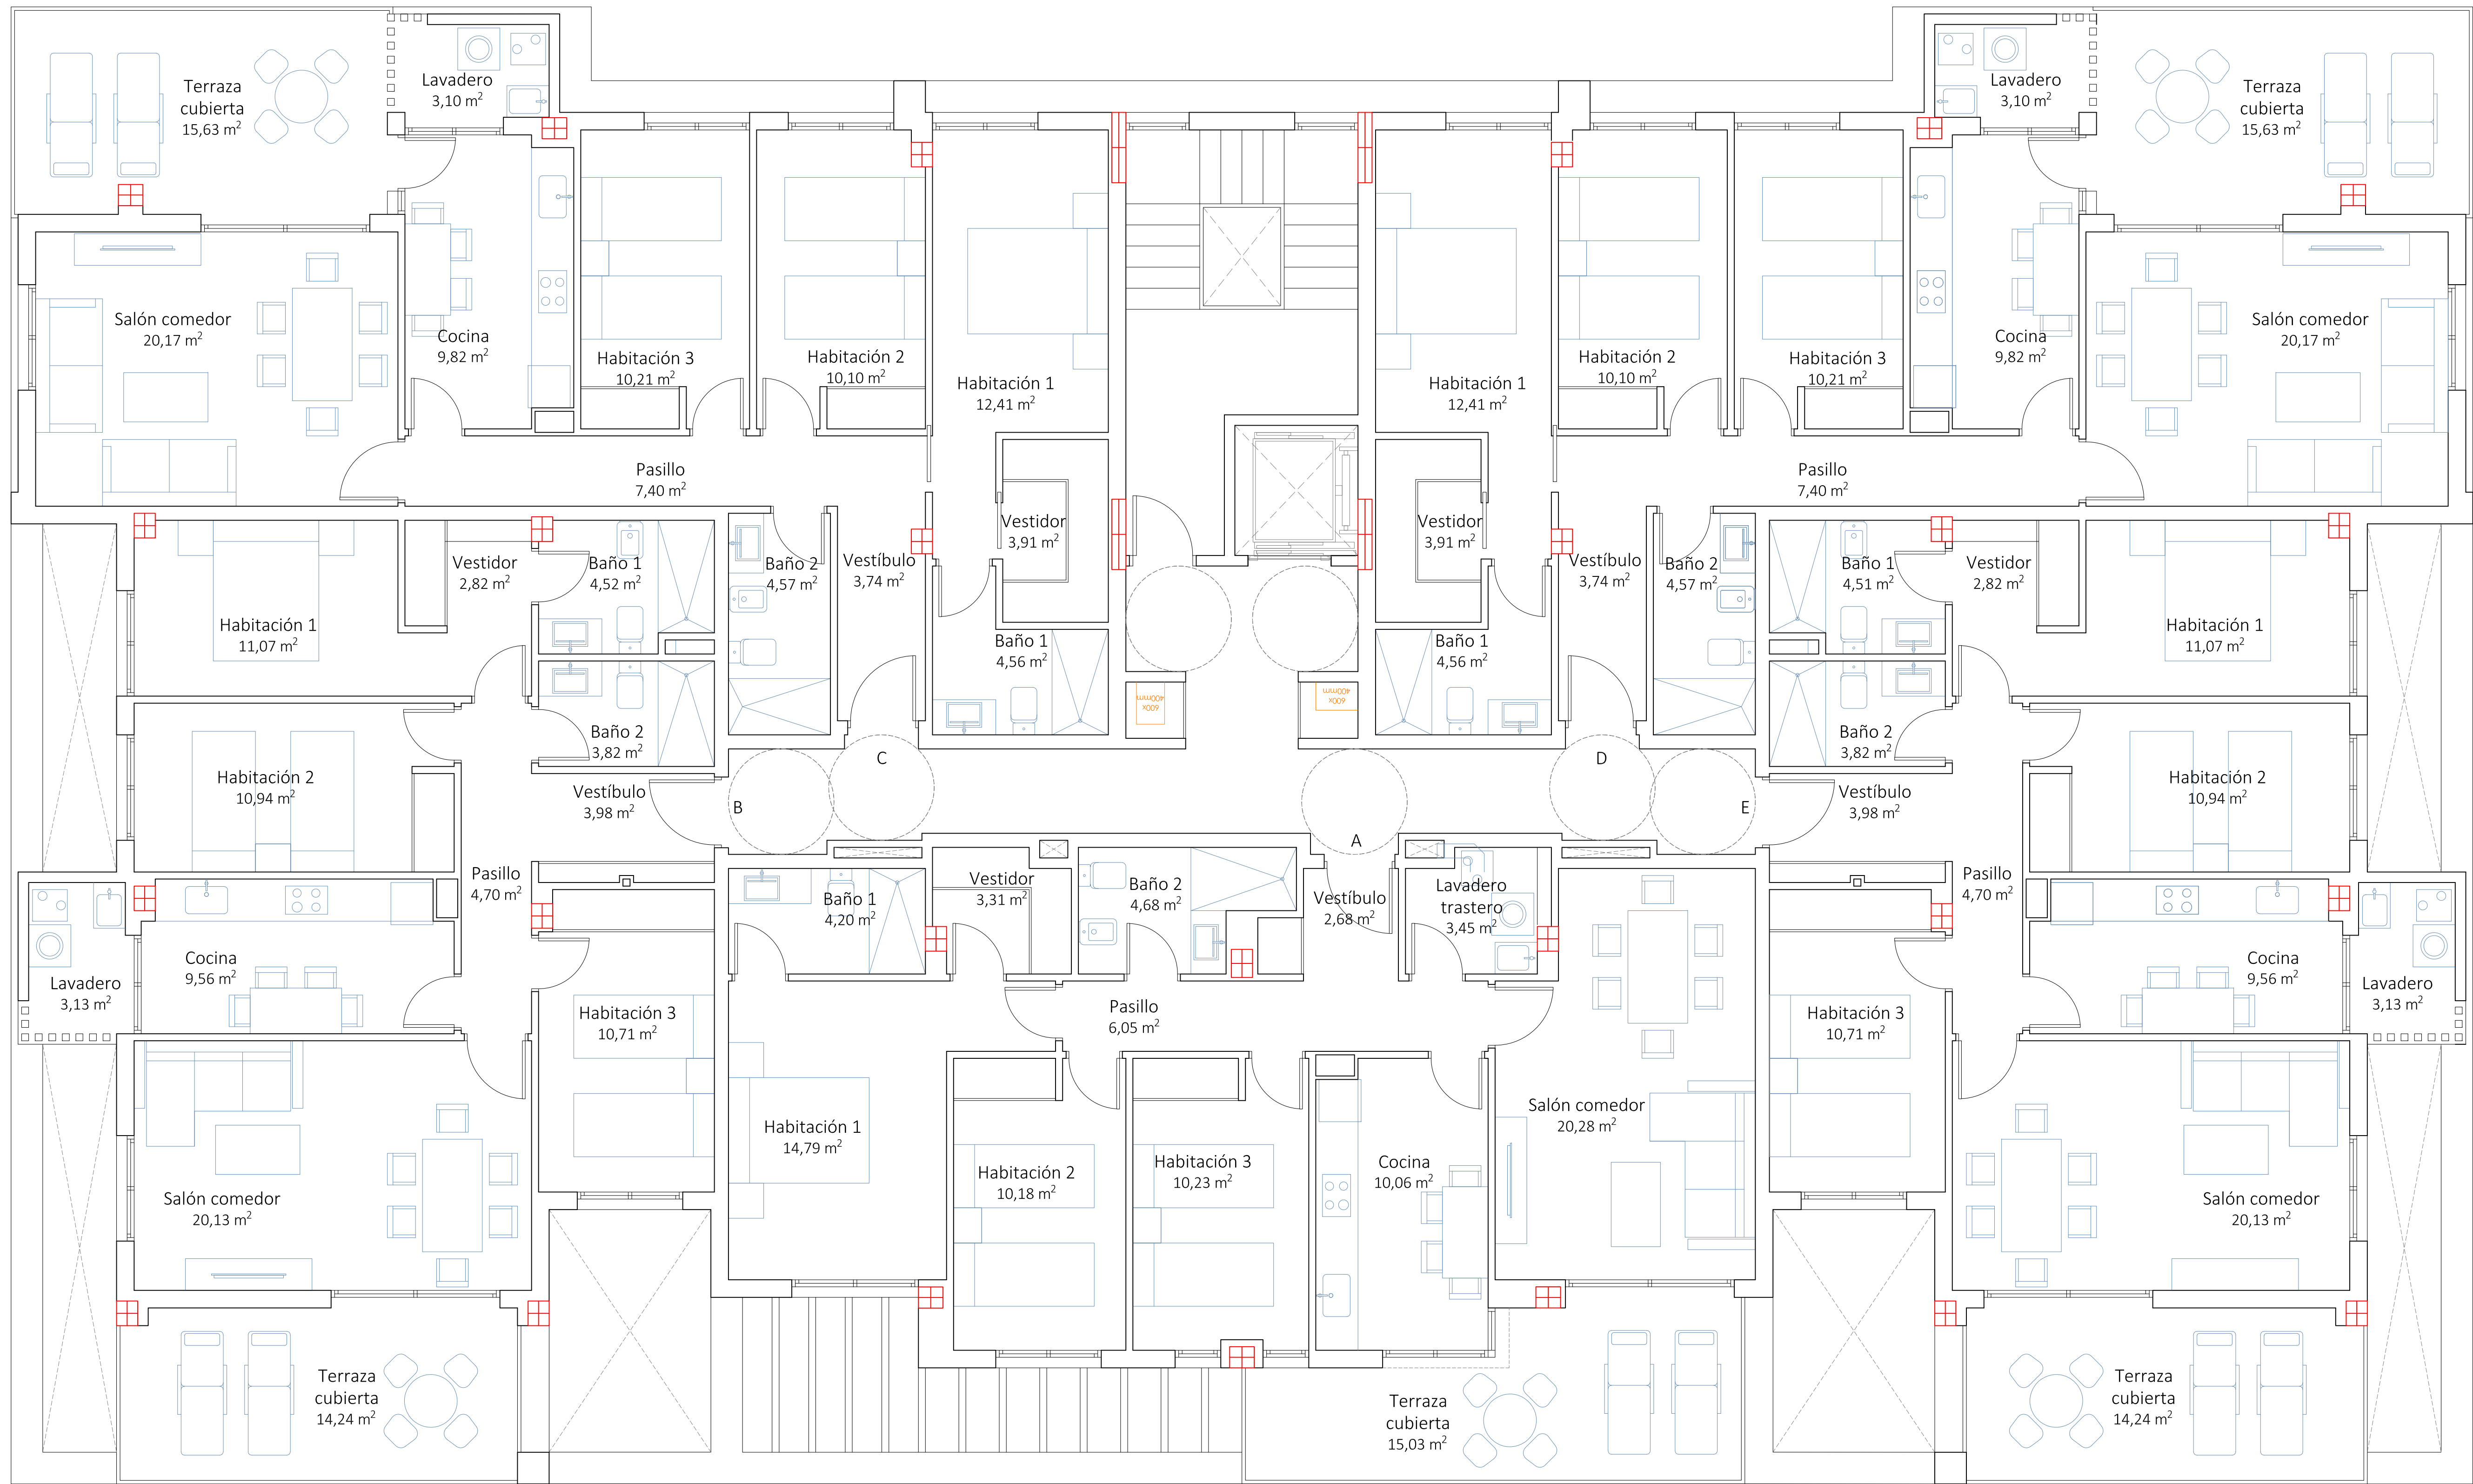 Terraza
cubierta
15,63 m²
Lavadero
3,10 m²
Lavadero
3,10 m²
Terraza
cubierta
15,63 m²
Salón comedor
20,17 m²
Cocina
9,82 m²
Habitación 3
10,21 m²
Habitación 2
10,10 m²
Habitación 1
12,41 m²
Habitación 1
12,41 m²
Habitación 2
10,10 m²
Habitación 3
10,21 m²
Cocina
9,82 m²
Salón comedor
20,17 m²
Pasillo
7,40 m²
Pasillo
7,40 m²
Habitación 1
11,07 m²
Vestidor
2,82 m²
Baño 1
4,52 m²
Baño 2
4,57 m²
Vestíbulo
3,74 m²
Vestidor
3,91 m²
Vestidor
3,91 m²
Vestíbulo
3,74 m²
Baño 2
4,57 m²
Baño 1
4,51 m²
Vestidor
2,82 m²
Habitación 1
11,07 m²
Baño 1
4,56 m²
Baño 1
4,56 m²
600x
400mm
600x
400mm
Baño 2
3,82 m²
Baño 2
3,82 m²
Habitación 2
10,94 m²
Vestíbulo
3,98 m²
B
C
A
D
E
Vestíbulo
3,98 m²
Habitación 2
10,94 m²
Pasillo
4,70 m²
Baño 1
4,20 m²
Vestidor
3,31 m²
Baño 2
4,68 m²
Vestíbulo
2,68 m²
Lavadero
trastero
3,45 m²
Pasillo
4,70 m²
Lavadero
3,13 m²
Cocina
9,56 m²
Habitación 3
10,71 m²
Pasillo
6,05 m²
Habitación 3
10,71 m²
Cocina
9,56 m²
Lavadero
3,13 m²
Salón comedor
20,13 m²
Habitación 1
14,79 m²
Habitación 2
10,18 m²
Habitación 3
10,23 m²
Cocina
10,06 m²
Salón comedor
20,28 m²
Salón comedor
20,13 m²
Terraza
cubierta
14,24 m²
Terraza
cubierta
15,03 m²
Terraza
cubierta
14,24 m²